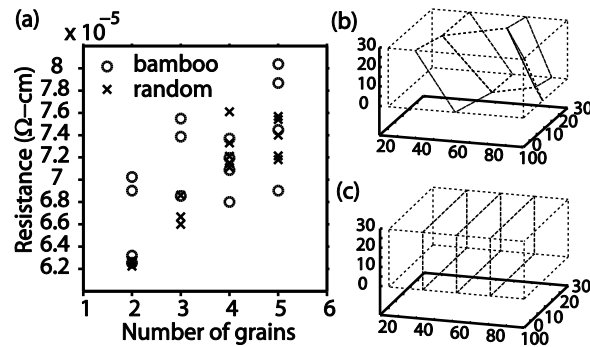 (a)
x 10⁻⁵
8
7.8
7.6
7.4
7.2
7
6.8
6.6
6.4
6.2
Resistance (Ω−cm)
bamboo
random
1 2 3 4 5 6
Number of grains
(b)
30
20
10
0
20 40 60 80 100
0 10 20 30
(c)
30
20
10
0
20 40 60 80 100
0 10 20 30